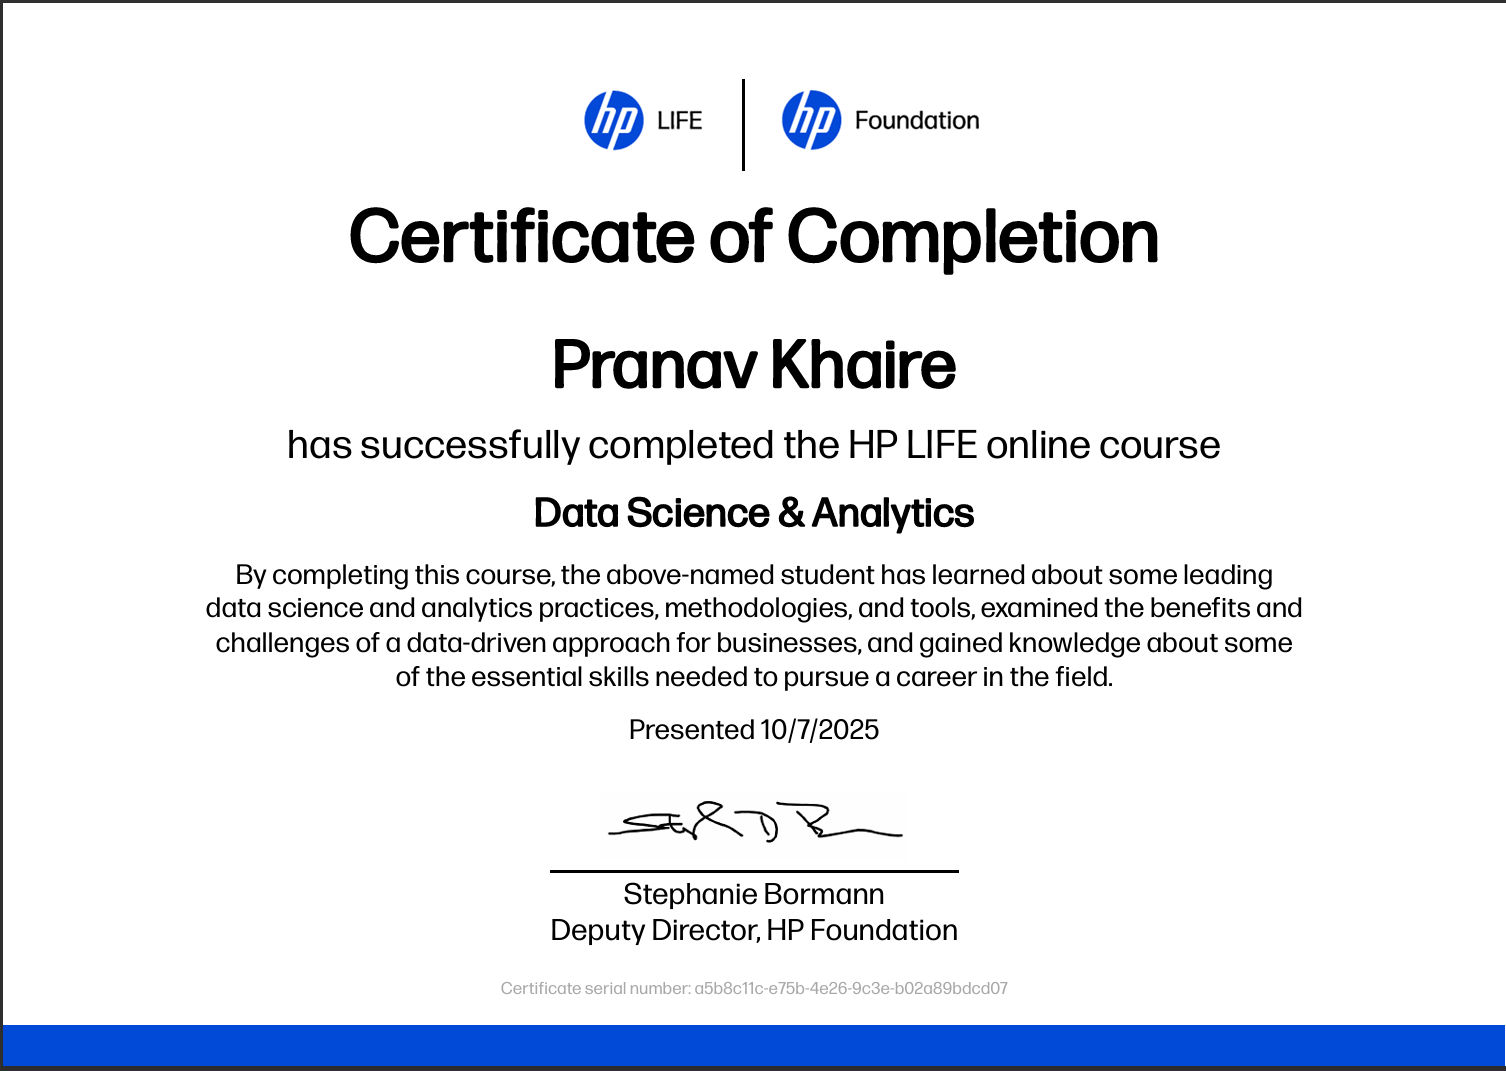 hp LIFE | hp Foundation
Certificate of Completion
Pranav Khaire
has successfully completed the HP LIFE online course
Data Science & Analytics
By completing this course, the above-named student has learned about some leading
data science and analytics practices, methodologies, and tools, examined the benefits and
challenges of a data-driven approach for businesses, and gained knowledge about some
of the essential skills needed to pursue a career in the field.
Presented 10/7/2025
Stephanie Bormann
Deputy Director, HP Foundation
Certificate serial number: a5b8c11c-e75b-4e26-9c3e-b02a89bdcd07